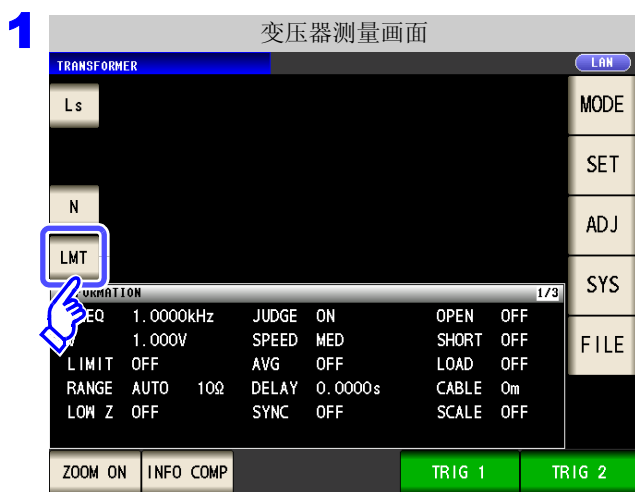 1
变压器测量画面
TRANSFORMER LAN
Ls MODE
SET
N ADJ
LMT
ORMATION 1/3 SYS
EQ 1.0000kHz JUDGE ON OPEN OFF
1.000V SPEED MED SHORT OFF FILE
LIMIT OFF AVG OFF LOAD OFF
RANGE AUTO 10Ω DELAY 0.0000s CABLE 0m
LOW Z OFF SYNC OFF SCALE OFF
ZOOM ON INFO COMP TRIG 1 TRIG 2